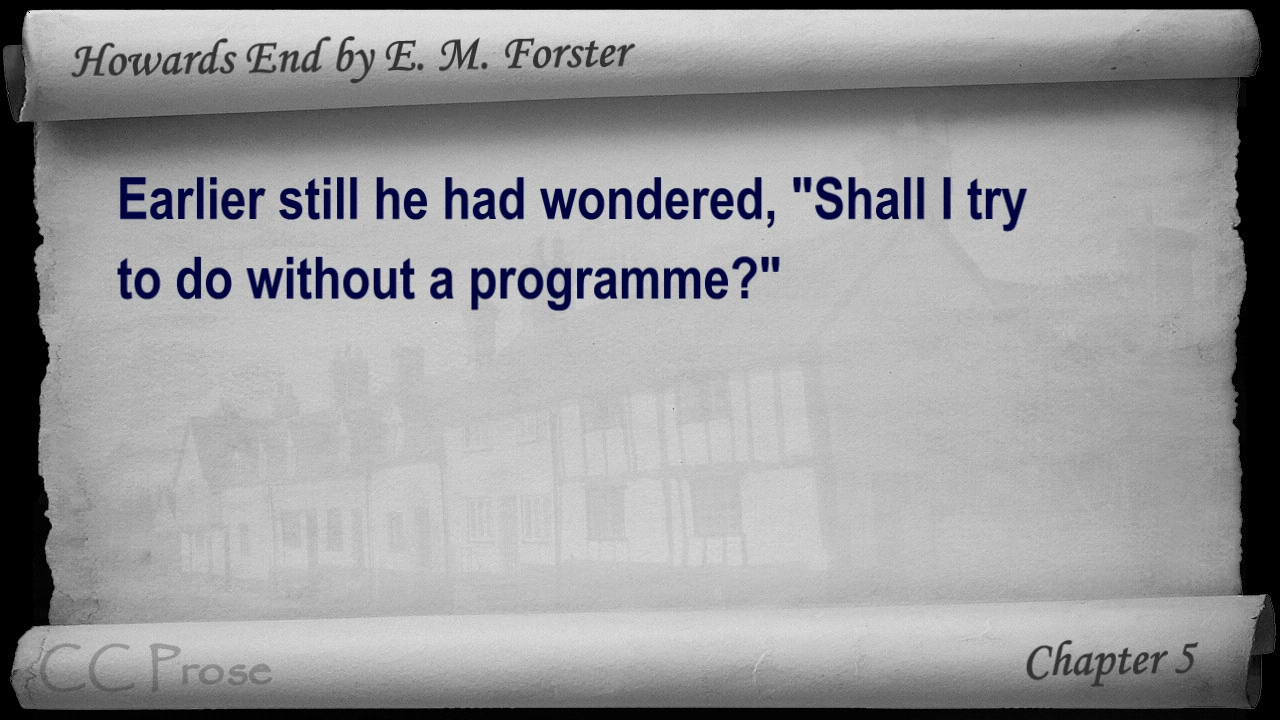 Howards End by E. M. Forster
Earlier still he had wondered, "Shall I try
to do without a programme?"
CC Prose
Chapter 5